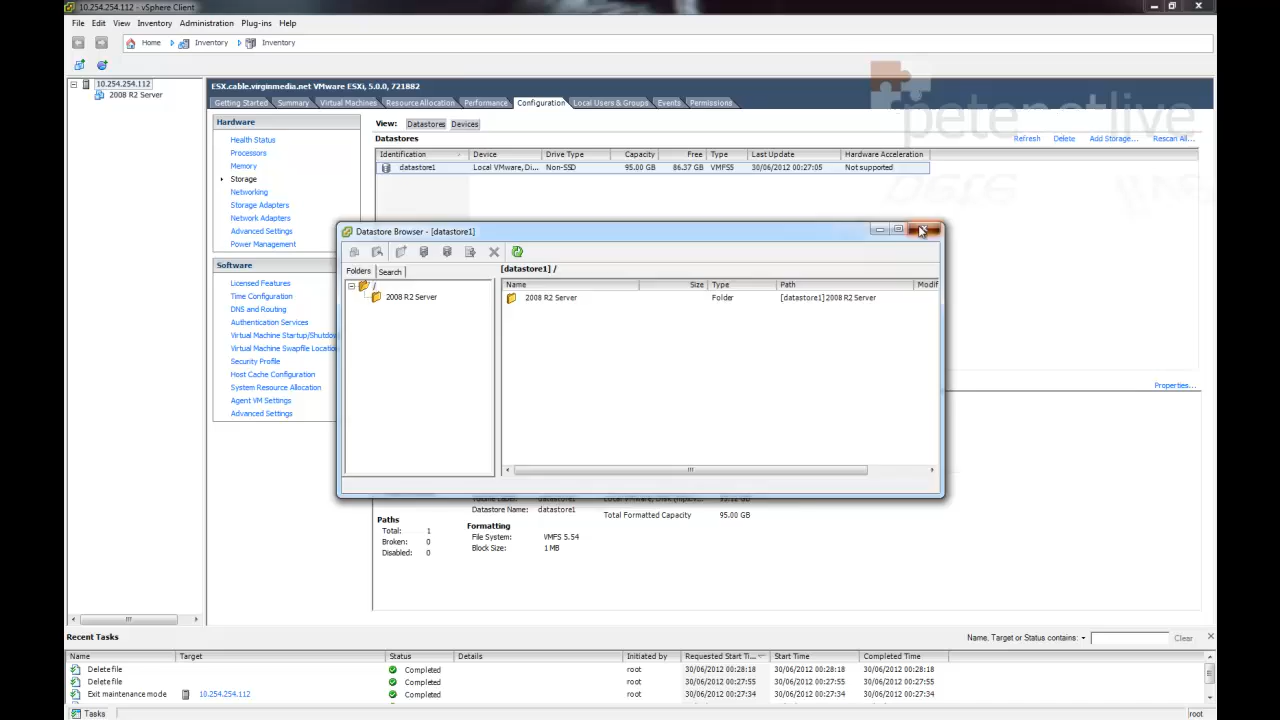 10.254.254.112 - vSphere Client
File Edit View Inventory Administration Plug-ins Help
Home Inventory Inventory
10.254.254.112
2008 R2 Server
ESX.cable.virginmedia.net VMware ESXi, 5.0.0, 721882
Getting Started Summary Virtual Machines Resource Allocation Performance Configuration Local Users & Groups Events Permissions
petenetlive
Hardware
Health Status
Processors
Memory
Storage
Networking
Storage Adapters
Network Adapters
Advanced Settings
Power Management
Software
Licensed Features
Time Configuration
DNS and Routing
Authentication Services
Virtual Machine Startup/Shutdow
Virtual Machine Swapfile Locatio
Security Profile
Host Cache Configuration
System Resource Allocation
Agent VM Settings
Advanced Settings
View: Datastores Devices
Datastores
Refresh Delete Add Storage... Rescan All...
Identification Device Drive Type Capacity Free Type Last Update Hardware Acceleration
datastore1 Local VMware, Di... Non-SSD 95.00 GB 86.37 GB VMFS5 30/06/2012 00:27:05 Not supported
Datastore Browser - [datastore1]
Folders Search
/
2008 R2 Server
[datastore1] /
Name Size Type Path Modif
2008 R2 Server Folder [datastore1] 2008 R2 Server
Properties...
Datastore Name: datastore1
Total Formatted Capacity 95.00 GB
Paths
Total: 1
Broken: 0
Disabled: 0
Formatting
File System: VMFS 5.54
Block Size: 1 MB
Recent Tasks
Name, Target or Status contains: Clear
Name Target Status Details Initiated by Requested Start Ti... Start Time Completed Time
Delete file Completed root 30/06/2012 00:28:18 30/06/2012 00:28:18 30/06/2012 00:28:18
Delete file Completed root 30/06/2012 00:27:55 30/06/2012 00:27:55 30/06/2012 00:27:55
Exit maintenance mode 10.254.254.112 Completed root 30/06/2012 00:27:34 30/06/2012 00:27:34 30/06/2012 00:27:34
Tasks root